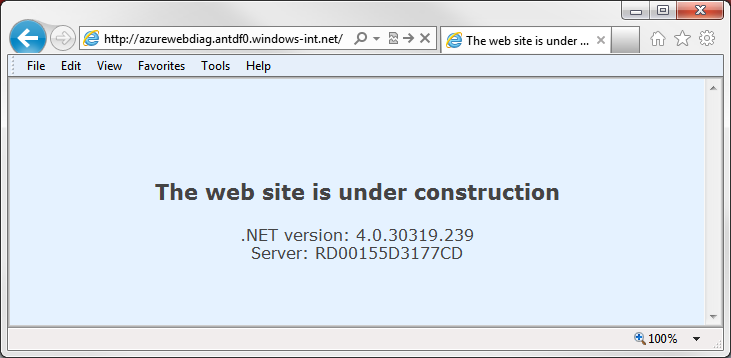 http://azurewebdiag.antdf0.windows-int.net/
The web site is under ...
File Edit View Favorites Tools Help
The web site is under construction
.NET version: 4.0.30319.239
Server: RD00155D3177CD
100%